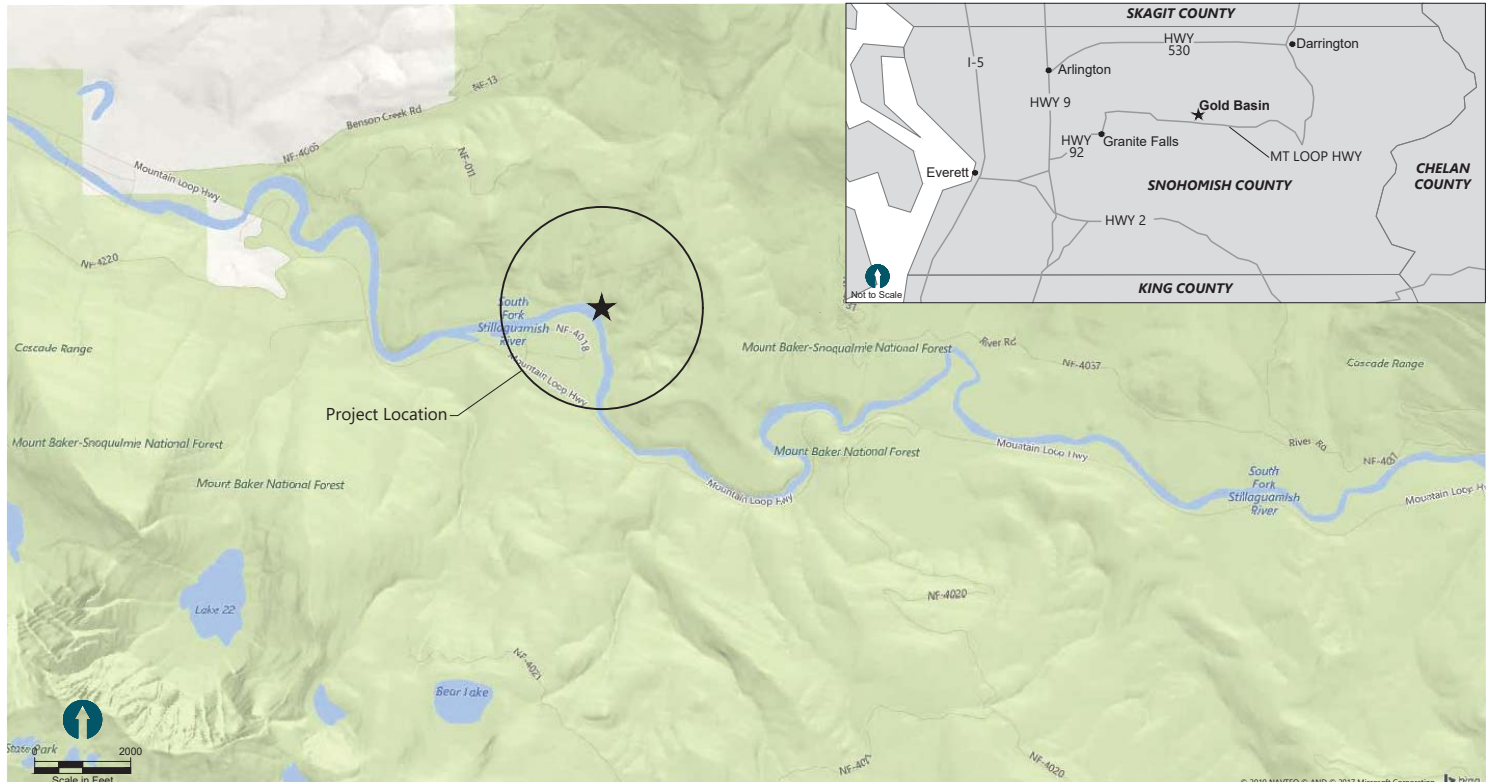 SKAGIT COUNTY
HWY
530
Darrington
I-5
Arlington
HWY 9
Gold Basin
HWY
92
Granite Falls
MT LOOP HWY
Everett
CHELAN
COUNTY
SNOHOMISH COUNTY
HWY 2
Not to Scale
KING COUNTY
NF-13
Benson Creek Rd
NF-4065
NF-011
Mountain Loop Hwy
NF-4220
South
Fork
Stillaguamish
River
NF-4018
Cascade Range
Mount Baker-Snoqualmie National Forest
River Rd
NF-4037
Cascade Range
Mountain Loop Hwy
Project Location
Mount Baker-Snoqualmie National Forest
Mount Baker National Forest
Mountain Loop Hwy
River Rd
Mount Baker National Forest
Mountain Loop Hwy
South
Fork
Stillaguamish
River
Mountain Loop
Lake 22
NF-4020
NF-4021
Bear Lake
State Park
0 2000
Scale in Feet
NF-4020
bing